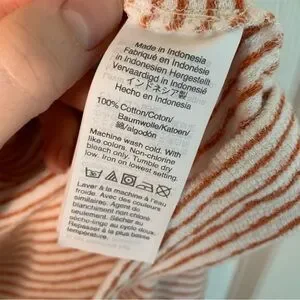 Made in Indonesia
Fabriqué en Indonésie
in Indonesien Hergestellt
Vervaardigd in Indonesië
インドネシア製
Hecho en Indonesia
100% Cotton/Coton/
Baumwolle/Katoen/
綿/algodón
Machine wash cold. With
like colors. Non-chlorine
bleach only. Tumble dry
low. Iron on lowest setting.
Laver à la machine à l'eau
froide. Avec des couleurs
similaires. Agent de
blanchiment non chloré
seulement. Sécher au
sèche-linge au cycle doux.
Repasser à la plus basse
température.